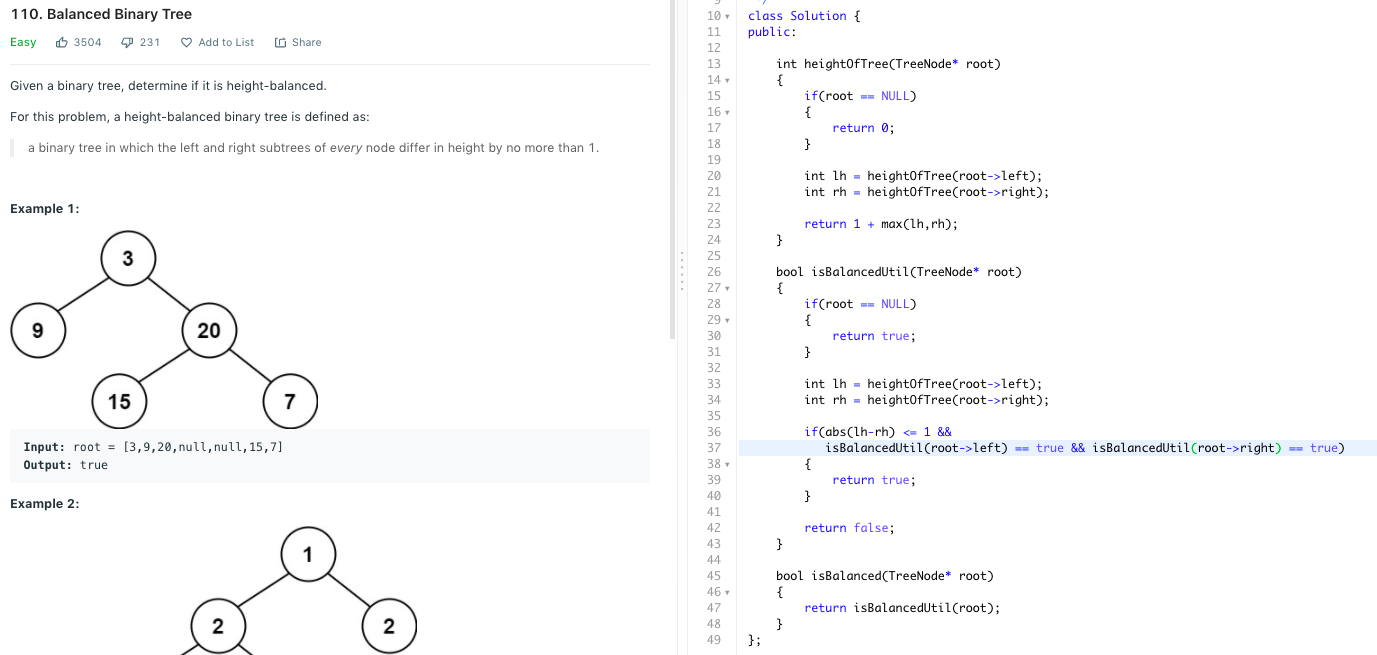 110. Balanced Binary Tree
Easy 3504 231 Add to List Share
Given a binary tree, determine if it is height-balanced.
For this problem, a height-balanced binary tree is defined as:
a binary tree in which the left and right subtrees of every node differ in height by no more than 1.
Example 1:
3
9 20
15 7
Input: root = [3,9,20,null,null,15,7]
Output: true
Example 2:
1
2 2
10 class Solution {
11 public:
12
13 int heightOfTree(TreeNode* root)
14 {
15 if(root == NULL)
16 {
17 return 0;
18 }
19
20 int lh = heightOfTree(root->left);
21 int rh = heightOfTree(root->right);
22
23 return 1 + max(lh,rh);
24 }
25
26 bool isBalancedUtil(TreeNode* root)
27 {
28 if(root == NULL)
29 {
30 return true;
31 }
32
33 int lh = heightOfTree(root->left);
34 int rh = heightOfTree(root->right);
35
36 if(abs(lh-rh) <= 1 &&
37 isBalancedUtil(root->left) == true && isBalancedUtil(root->right) == true)
38 {
39 return true;
40 }
41
42 return false;
43 }
44
45 bool isBalanced(TreeNode* root)
46 {
47 return isBalancedUtil(root);
48 }
49 };